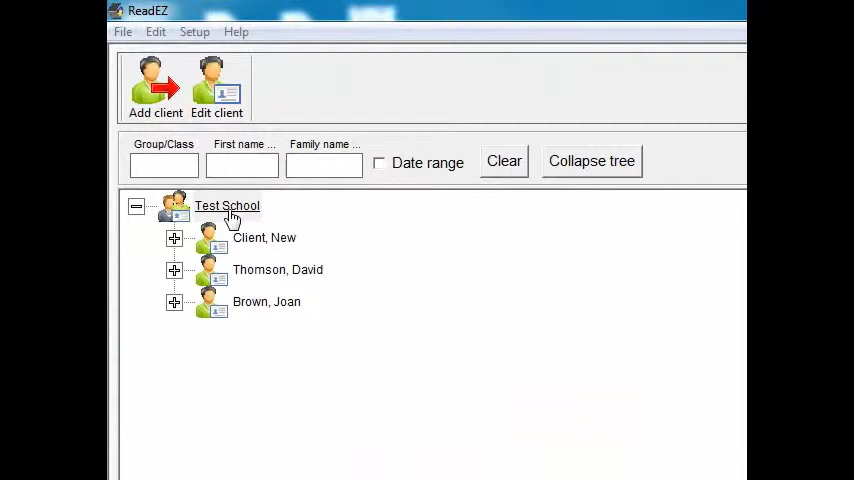 ReadEZ
File Edit Setup Help
Add client Edit client
Group/Class First name ... Family name ...
Date range Clear Collapse tree
Test School
Client, New
Thomson, David
Brown, Joan